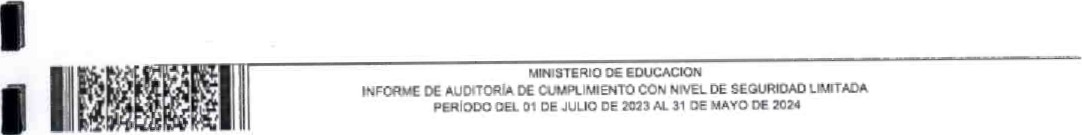 MINISTERIO DE EDUCACION
INFORME DE AUDITORÍA DE CUMPLIMIENTO CON NIVEL DE SEGURIDAD LIMITADA
PERÍODO DEL 01 DE JULIO DE 2023 AL 31 DE MAYO DE 2024